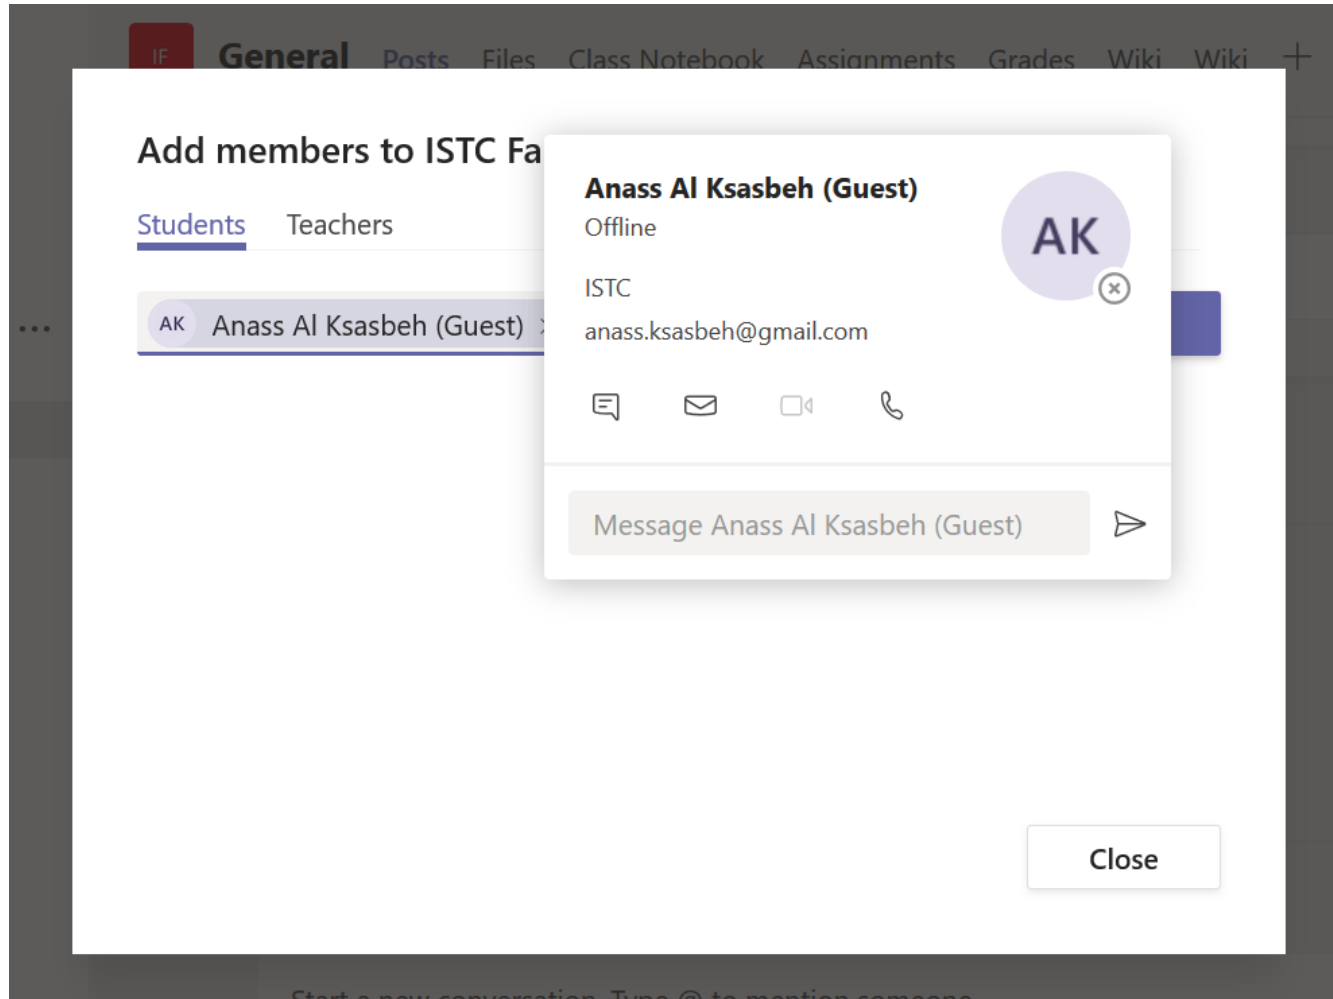 IF General Posts Files Class Notebook Assignments Grades Wiki Wiki
Add members to ISTC Fa
Students Teachers
AK Anass Al Ksasbeh (Guest)
Anass Al Ksasbeh (Guest)
Offline
AK
ISTC
anass.ksasbeh@gmail.com
Message Anass Al Ksasbeh (Guest)
Close
Start a new conversation. Type @ to mention someone.